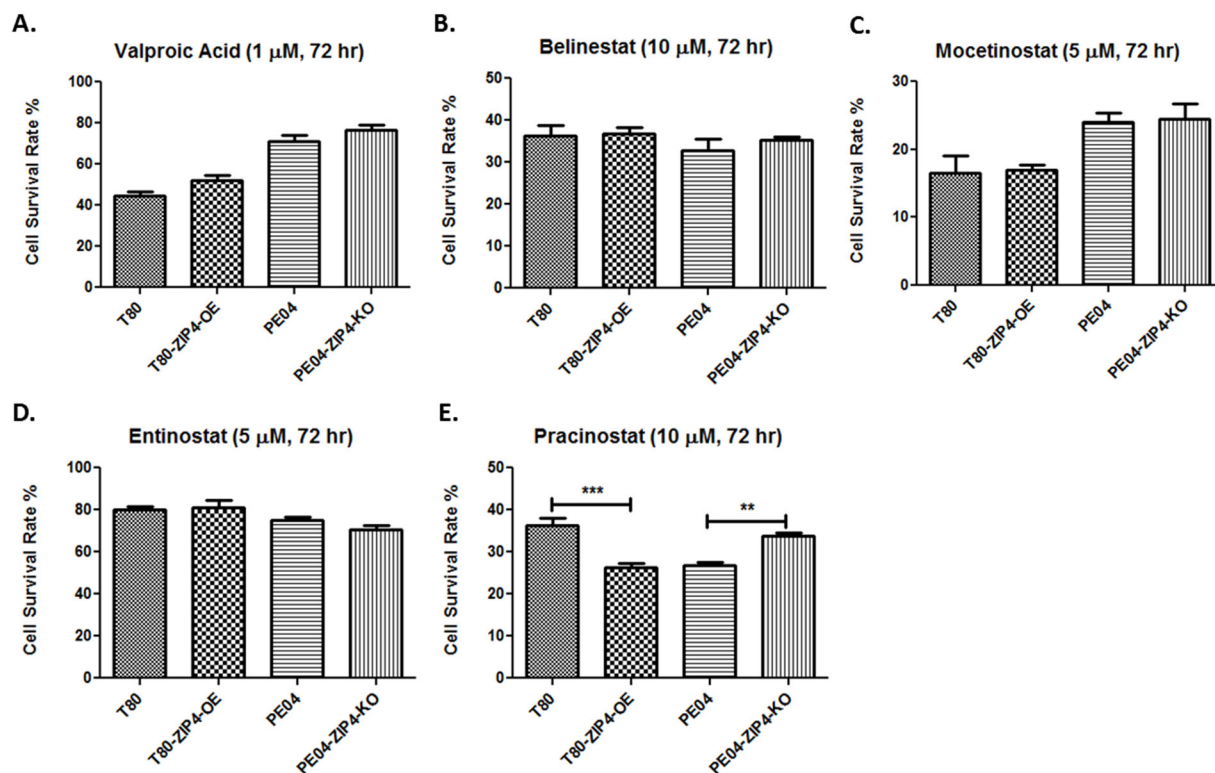 A.
Valproic Acid (1 µM, 72 hr)
Cell Survival Rate %
100
80
60
40
20
0
T80
T80-ZIP4-OE
PE04
PE04-ZIP4-KO
B.
Belinestat (10 µM, 72 hr)
Cell Survival Rate %
50
40
30
20
10
0
T80
T80-ZIP4-OE
PE04
PE04-ZIP4-KO
C.
Mocetinostat (5 µM, 72 hr)
Cell Survival Rate %
30
20
10
0
T80
T80-ZIP4-OE
PE04
PE04-ZIP4-KO
D.
Entinostat (5 µM, 72 hr)
Cell Survival Rate %
100
80
60
40
20
0
T80
T80-ZIP4-OE
PE04
PE04-ZIP4-KO
E.
Pracinostat (10 µM, 72 hr)
Cell Survival Rate %
50
40
30
20
10
0
***
**
T80
T80-ZIP4-OE
PE04
PE04-ZIP4-KO